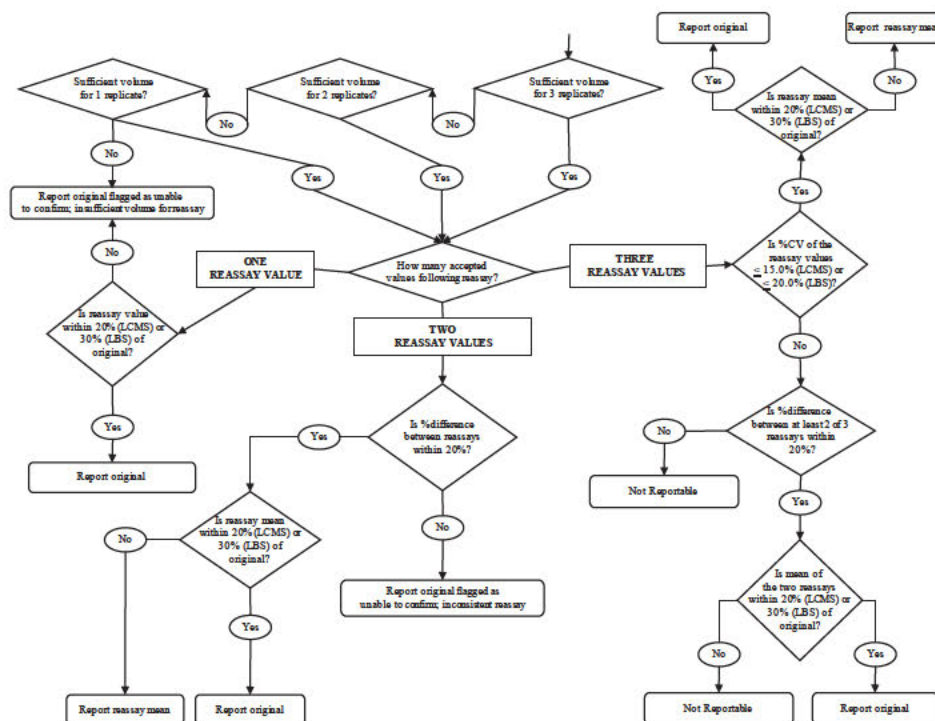 Report original
Report reassay mean
Sufficient volume
for 1 replicate?
Sufficient volume
for 2 replicates?
Sufficient volume
for 3 replicates?
Yes
No
No
No
Is reassay mean
within 20% (LCMS) or
30% (LBS) of
original?
No
Yes
Yes
Yes
Yes
Report original flagged as unable
to confirm; insufficient volume for reassay
No
ONE
REASSAY VALUE
How many accepted
values following reassay?
THREE
REASSAY VALUES
Is %CV of the
reassay values
≤ 15.0% (LCMS) or
≤ 20.0% (LBS)?
Is reassay value
within 20% (LCMS) or
30% (LBS) of
original?
TWO
REASSAY VALUES
No
Yes
Report original
Yes
Is %difference
between reassays
within 20%?
No
Is %difference
between at least 2 of 3
reassays within
20%?
Not Reportable
Yes
No
Is reassay mean
within 20% (LCMS) or
30% (LBS) of
original?
No
Report original flagged as
unable to confirm; inconsistent reassay
Is mean of
the two reassays
within 20% (LCMS) or
30% (LBS) of
original?
Yes
No
Yes
Report reassay mean
Report original
Not Reportable
Report original